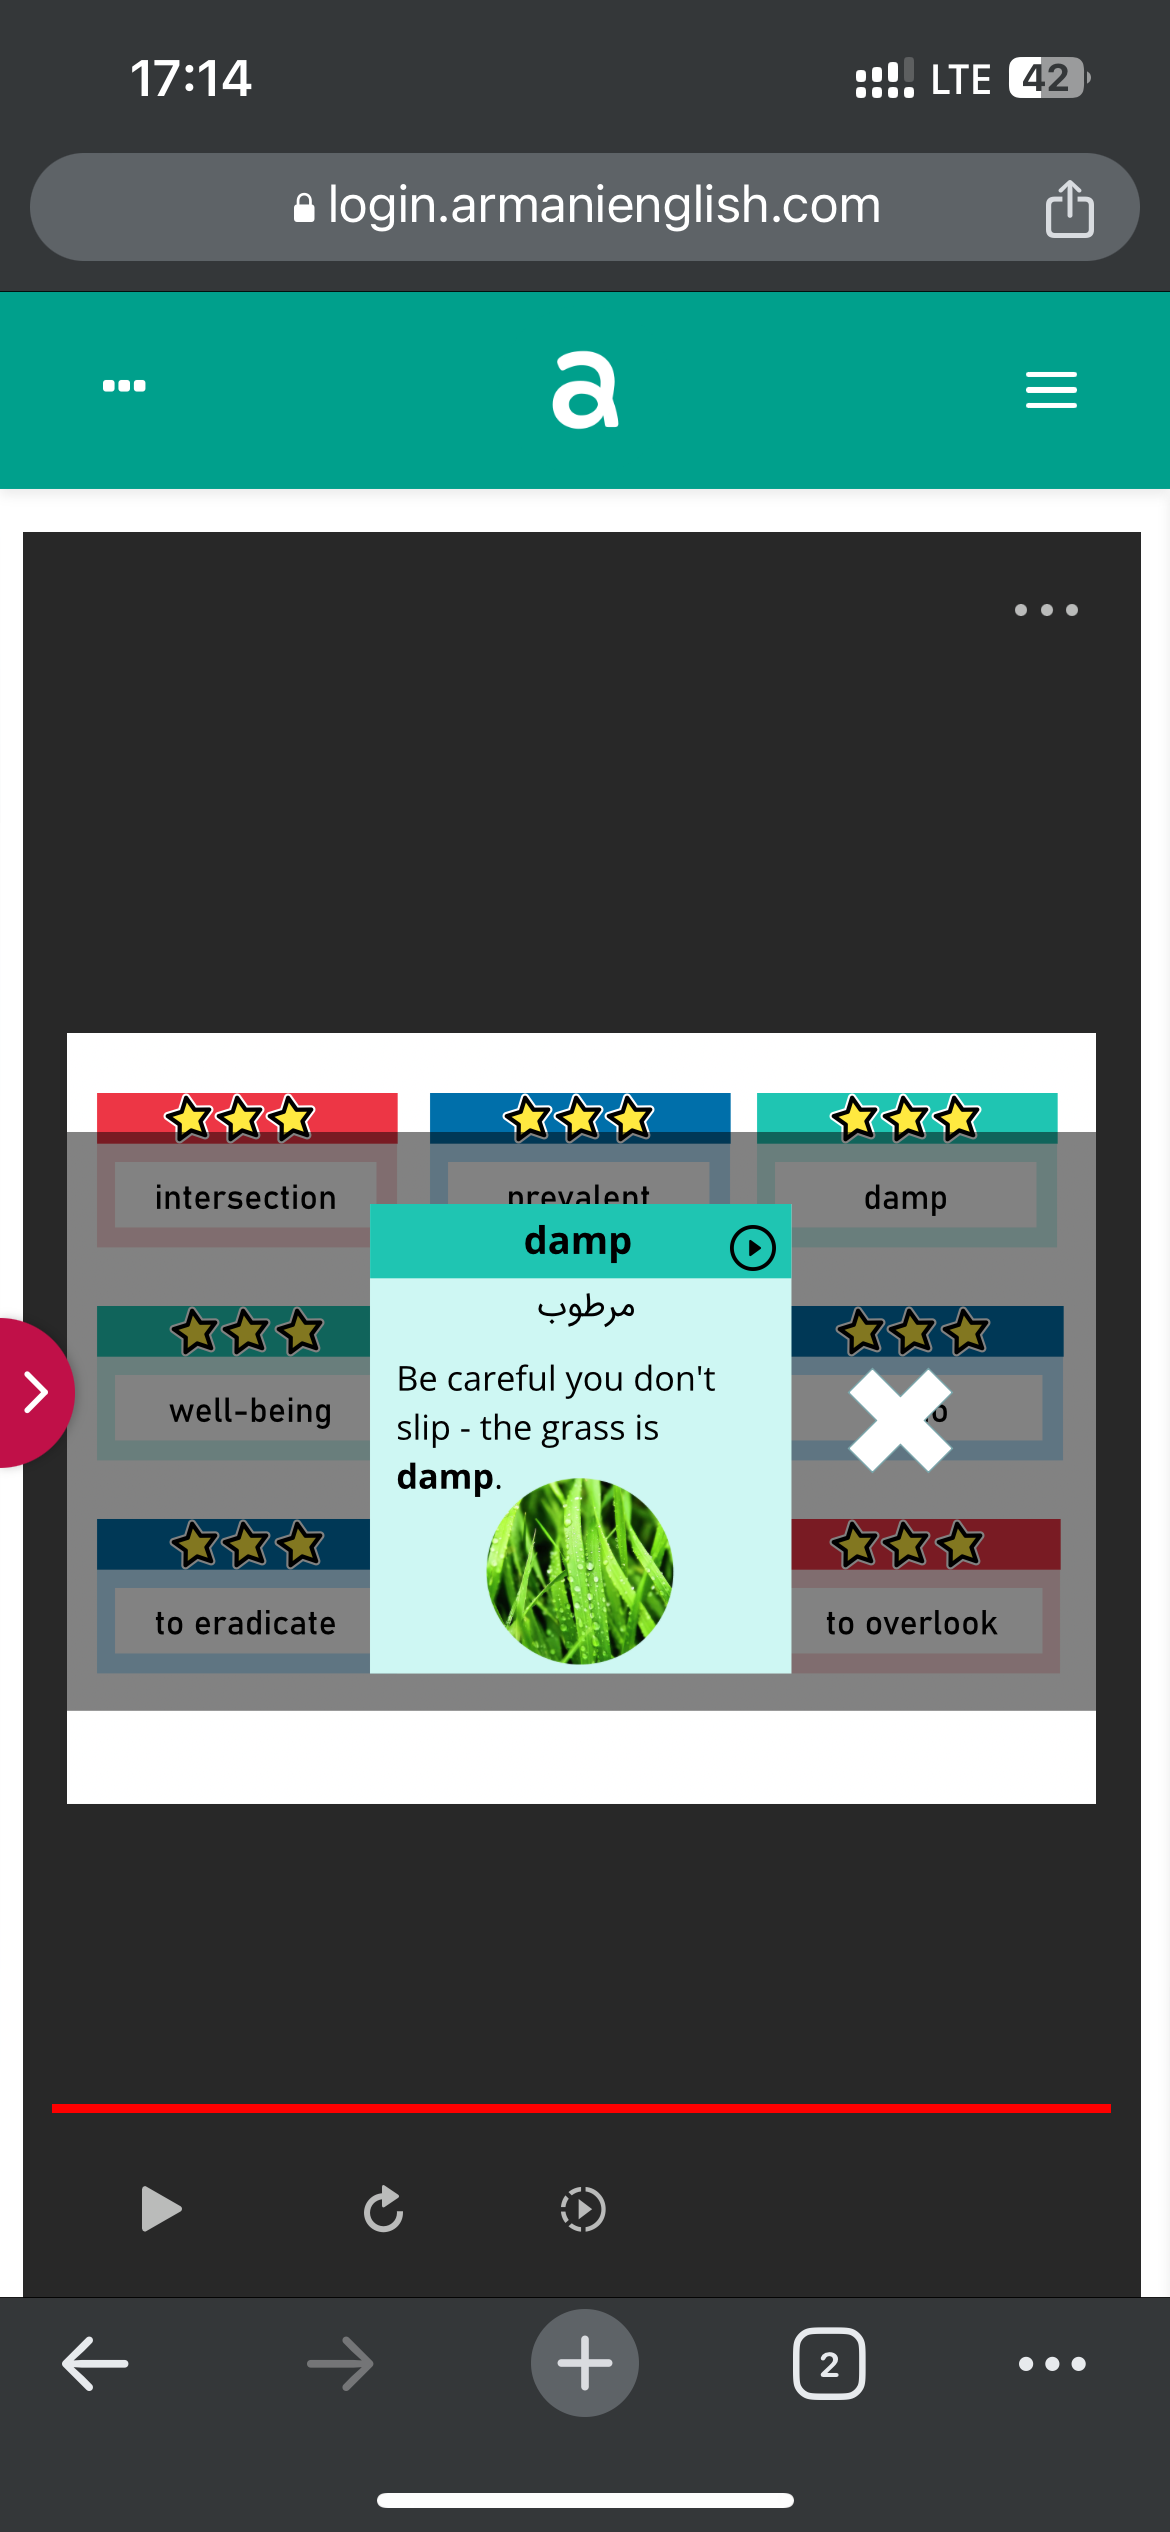 17:14
LTE 42
login.armanienglish.com
a
intersection
prevalent
damp
damp
مرطوب
Be careful you don't
slip - the grass is
damp.
well-being
to eradicate
to overlook
2